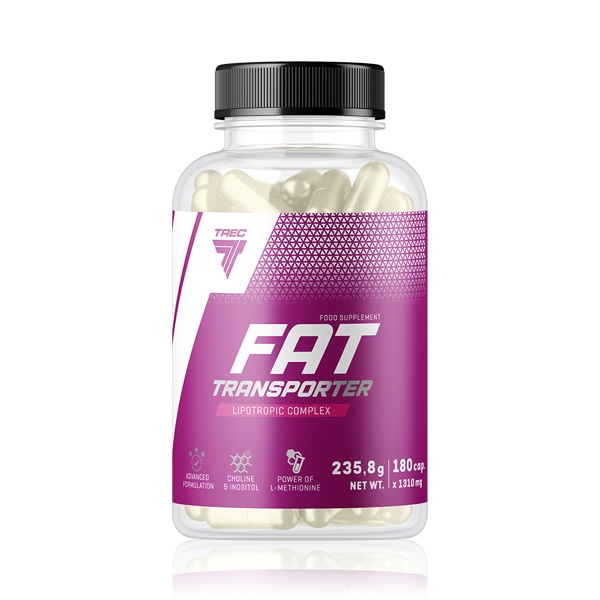 TREC
FOOD SUPPLEMENT
FAT
TRANSPORTER
LIPOTROPIC COMPLEX
ADVANCED
FORMULATION
CHOLINE
& INOSITOL
POWER OF
L-METHIONINE
235,8g
NET WT.
180 cap.
x 1310 mg